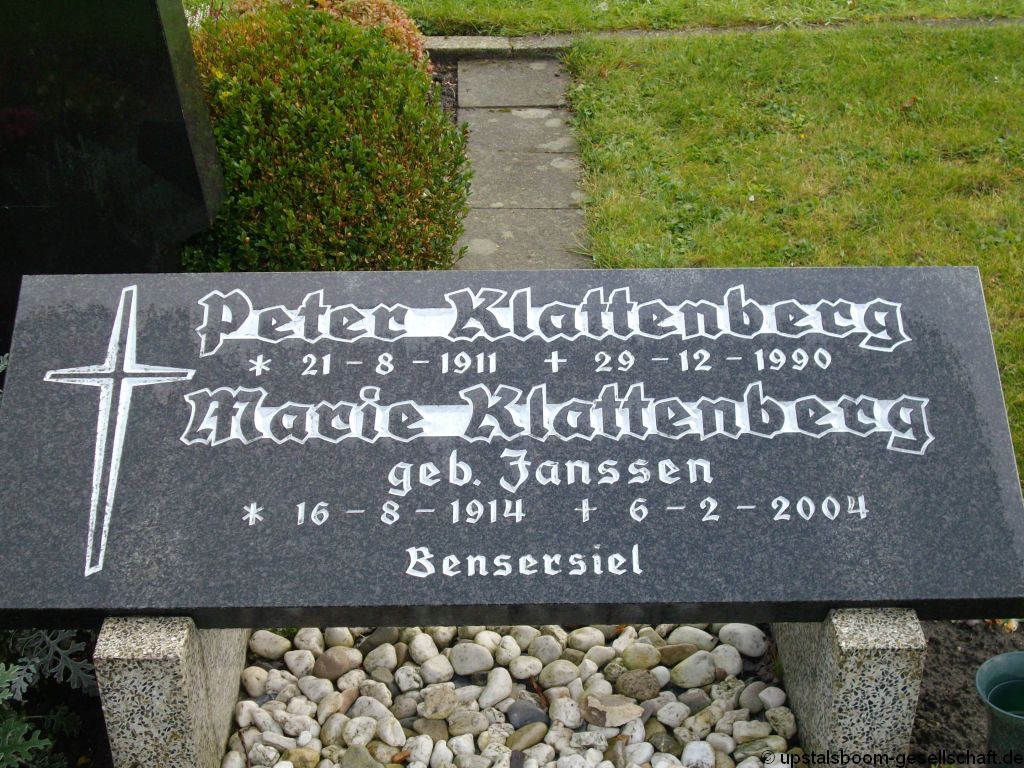 Peter Klattenberg
* 21-8-1911 + 29-12-1990
Marie Klattenberg
geb. Janssen
* 16-8-1914 + 6-2-2004
Bensersiel
© upstalsboom-gesellschaft.de